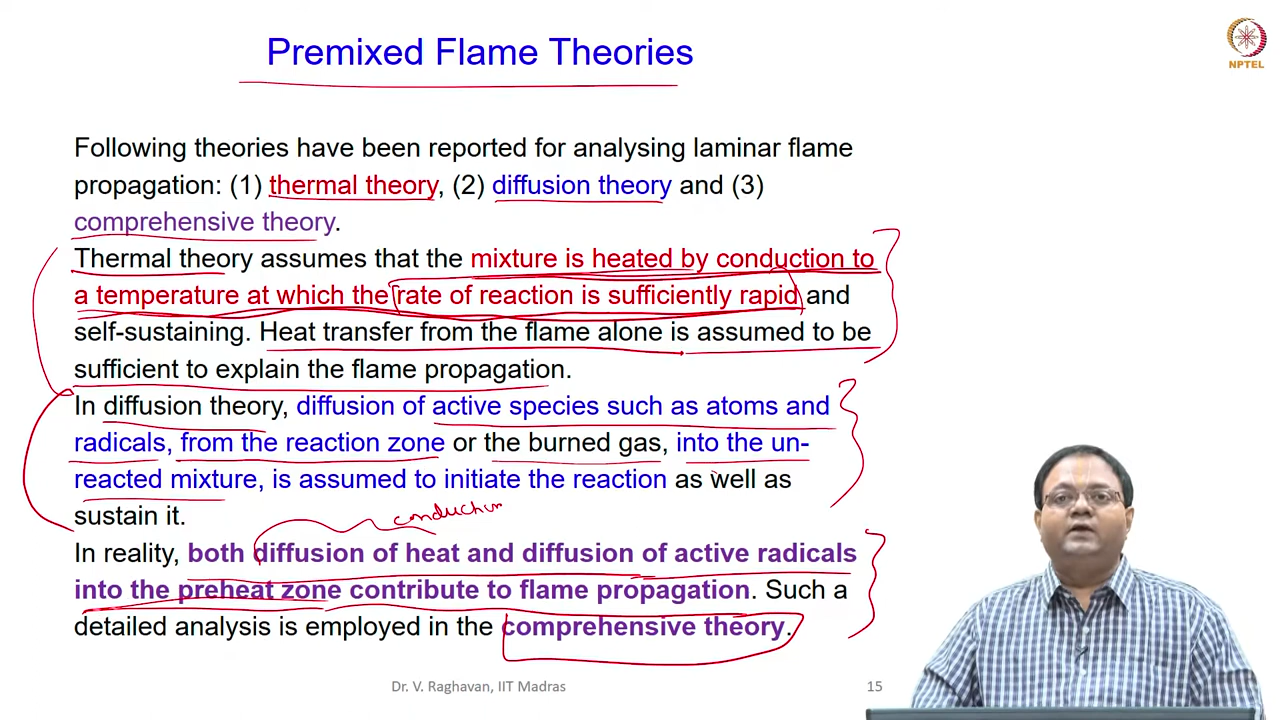 Premixed Flame Theories
NPTEL
Following theories have been reported for analysing laminar flame
propagation: (1) thermal theory, (2) diffusion theory and (3)
comprehensive theory.
Thermal theory assumes that the mixture is heated by conduction to
a temperature at which the rate of reaction is sufficiently rapid and
self-sustaining. Heat transfer from the flame alone is assumed to be
sufficient to explain the flame propagation.
In diffusion theory, diffusion of active species such as atoms and
radicals, from the reaction zone or the burned gas, into the un-
reacted mixture, is assumed to initiate the reaction as well as
sustain it.
conduction
In reality, both diffusion of heat and diffusion of active radicals
into the preheat zone contribute to flame propagation. Such a
detailed analysis is employed in the comprehensive theory.
Dr. V. Raghavan, IIT Madras
15